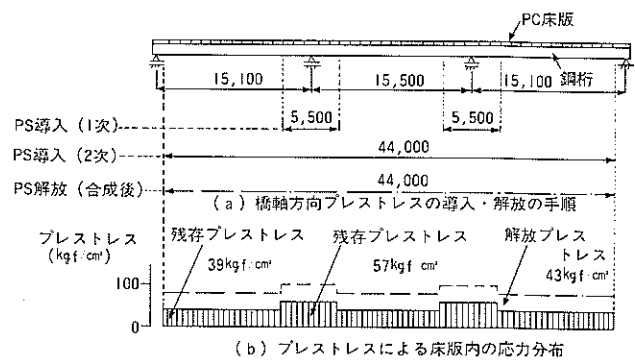 PC床版
鋼桁
15,100 15,500 15,100
5,500 5,500
PS導入(1次)
PS導入(2次) 44,000
PS解放(合成後) 44,000
(a) 橋軸方向プレストレスの導入・解放の手順
プレストレス
(kgf/cm²)
残存プレストレス
39kgf/cm²
残存プレストレス
57kgf/cm²
解放プレス
トレス
43kgf/cm²
100
0
(b) プレストレスによる床版内の応力分布